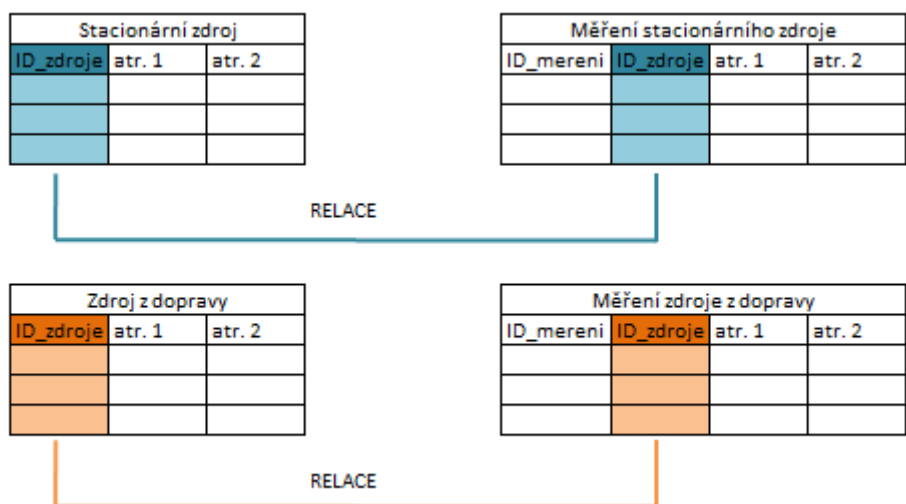 Stacionární zdroj
ID_zdroje atr. 1 atr. 2
Měření stacionárního zdroje
ID_mereni ID_zdroje atr. 1 atr. 2
RELACE
Zdroj z dopravy
ID_zdroje atr. 1 atr. 2
Měření zdroje z dopravy
ID_mereni ID_zdroje atr. 1 atr. 2
RELACE